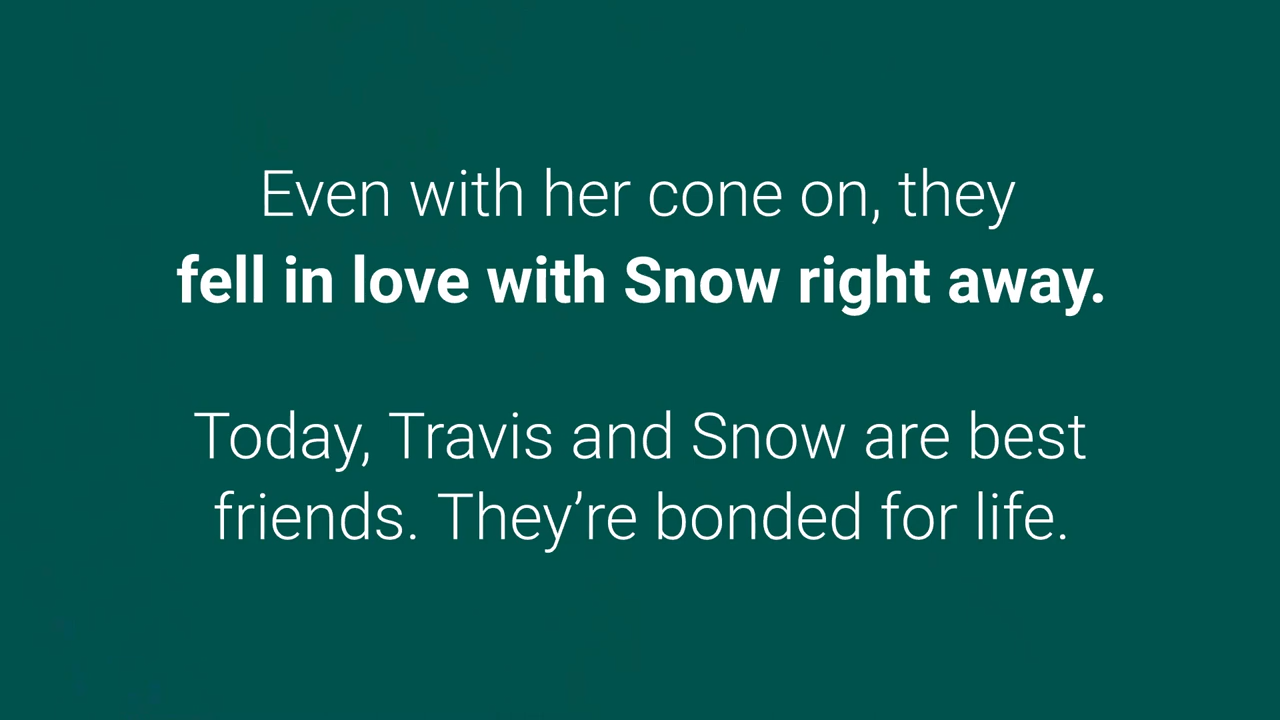 Even with her cone on, they
fell in love with Snow right away.
Today, Travis and Snow are best
friends. They’re bonded for life.